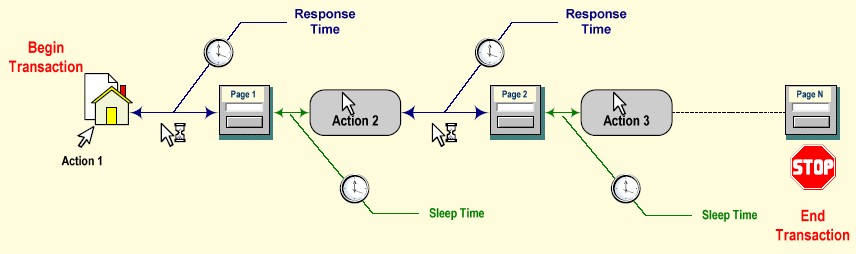 Begin
Transaction
Action 1
Response
Time
Page 1
Action 2
Sleep Time
Response
Time
Page 2
Action 3
Sleep Time
Page N
STOP
End
Transaction